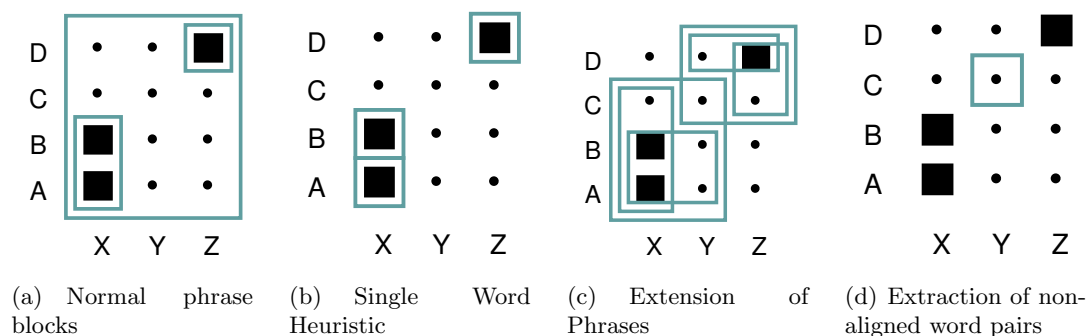 D
C
B
A
X Y Z
(a) Normal phrase
blocks
D
C
B
A
X Y Z
(b) Single Word
Heuristic
D
C
B
A
X Y Z
(c) Extension of
Phrases
D
C
B
A
X Y Z
(d) Extraction of non-
aligned word pairs